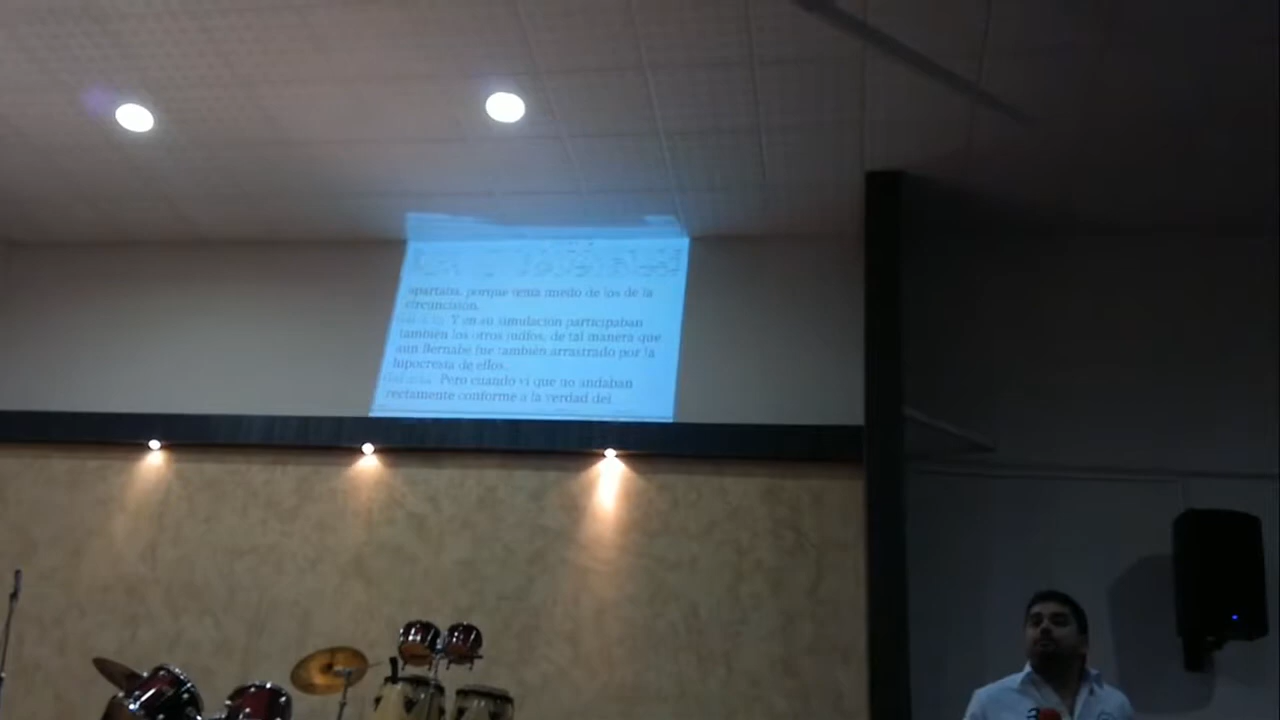 apartaba, porque tenía miedo de los de la
circuncisión.
Y en su simulación participaban
también los otros judíos, de tal manera que
aun Bernabé fue también arrastrado por la
hipocresía de ellos.
Pero cuando vi que no andaban
rectamente conforme a la verdad del